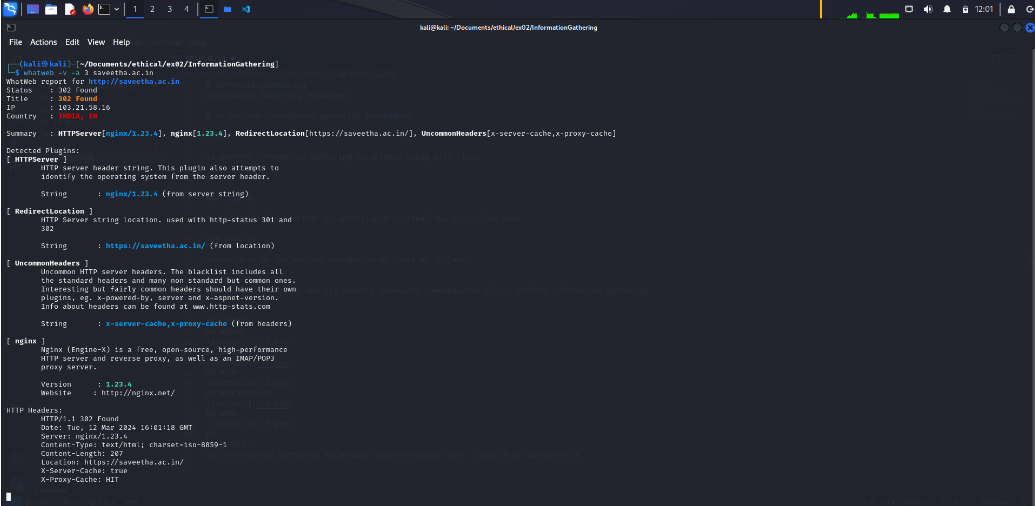 1 2 3 4
12:01
kali@kali: ~/Documents/ethical/ex02/InformationGathering
File Actions Edit View Help
(kali㉿kali)-[~/Documents/ethical/ex02/InformationGathering]
$ whatweb -v -a 3 saveetha.ac.in
WhatWeb report for http://saveetha.ac.in
Status : 302 Found
Title : 302 Found
IP : 103.21.58.16
Country : INDIA, IN
Summary : HTTPServer[nginx/1.23.4], nginx[1.23.4], RedirectLocation[https://saveetha.ac.in/], UncommonHeaders[x-server-cache,x-proxy-cache]
Detected Plugins:
[ HTTPServer ]
HTTP server header string. This plugin also attempts to
identify the operating system from the server header.
String : nginx/1.23.4 (from server string)
[ RedirectLocation ]
HTTP Server string location. used with http-status 301 and
302
String : https://saveetha.ac.in/ (from location)
[ UncommonHeaders ]
Uncommon HTTP server headers. The blacklist includes all
the standard headers and many non standard but common ones.
Interesting but fairly common headers should have their own
plugins, eg. x-powered-by, server and x-aspnet-version.
Info about headers can be found at www.http-stats.com
String : x-server-cache,x-proxy-cache (from headers)
[ nginx ]
Nginx (Engine-X) is a free, open-source, high-performance
HTTP server and reverse proxy, as well as an IMAP/POP3
proxy server.
Version : 1.23.4
Website : http://nginx.net/
HTTP Headers:
HTTP/1.1 302 Found
Date: Tue, 12 Mar 2024 16:01:18 GMT
Server: nginx/1.23.4
Content-Type: text/html; charset=iso-8859-1
Content-Length: 207
Location: https://saveetha.ac.in/
X-Server-Cache: true
X-Proxy-Cache: HIT